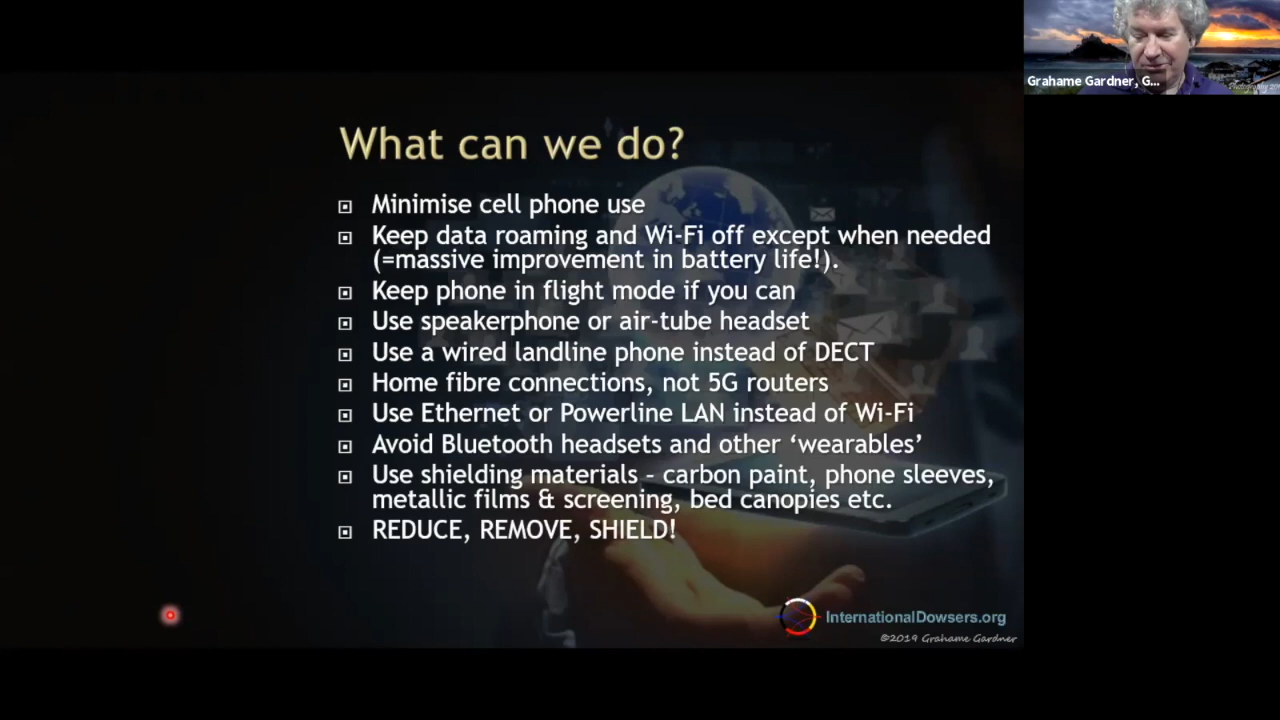 Grahame Gardner, G...
What can we do?
Minimise cell phone use
Keep data roaming and Wi-Fi off except when needed
(=massive improvement in battery life!).
Keep phone in flight mode if you can
Use speakerphone or air-tube headset
Use a wired landline phone instead of DECT
Home fibre connections, not 5G routers
Use Ethernet or Powerline LAN instead of Wi-Fi
Avoid Bluetooth headsets and other ‘wearables’
Use shielding materials – carbon paint, phone sleeves,
metallic films & screening, bed canopies etc.
REDUCE, REMOVE, SHIELD!
InternationalDowsers.org
©2019 Grahame Gardner